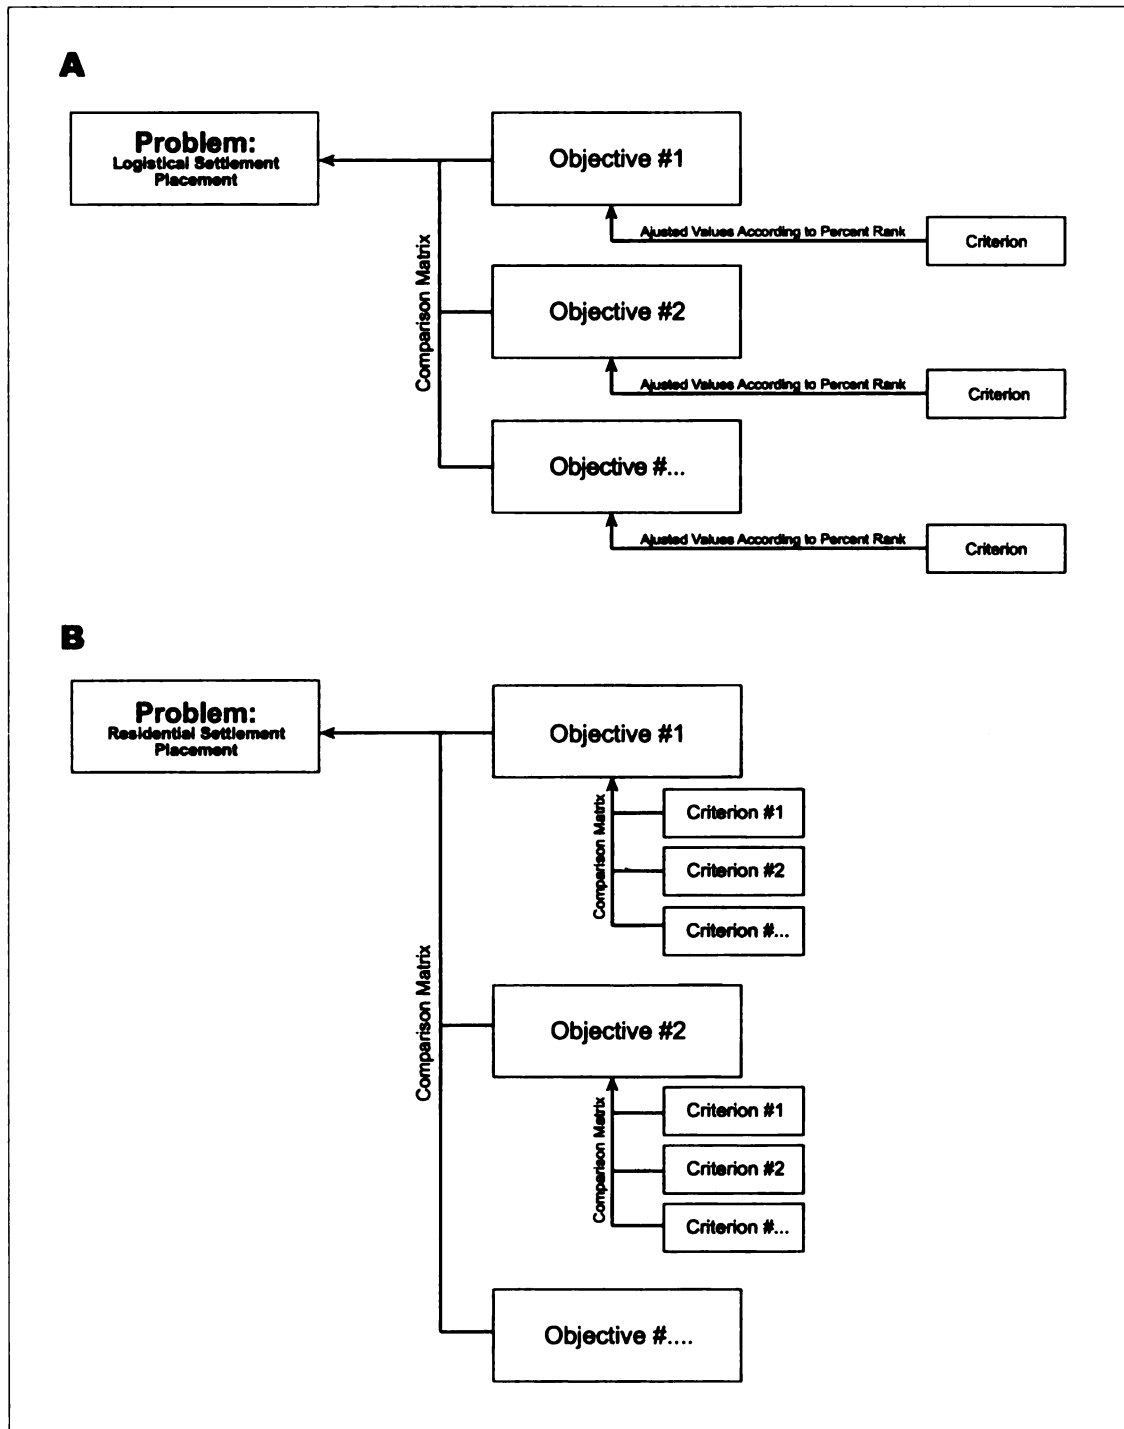 A
Problem:
Logistical Settlement
Placement
Objective #1
Ajusted Values According to Percent Rank
Criterion
Comparison Matrix
Objective #2
Ajusted Values According to Percent Rank
Criterion
Objective #...
Ajusted Values According to Percent Rank
Criterion
B
Problem:
Residential Settlement
Placement
Objective #1
Comparison Matrix
Criterion #1
Criterion #2
Criterion #...
Comparison Matrix
Objective #2
Comparison Matrix
Criterion #1
Criterion #2
Criterion #...
Objective #....